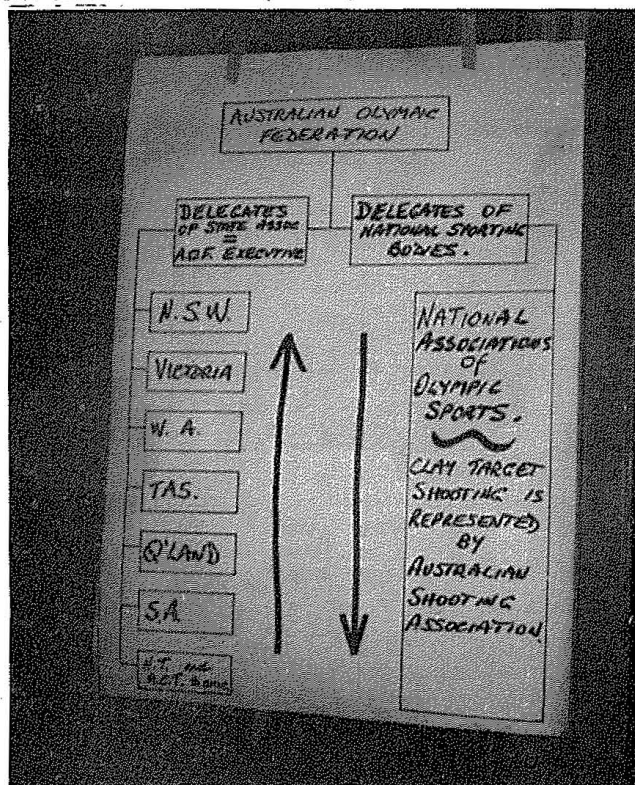 AUSTRALIAN OLYMPIC
FEDERATION
DELEGATES
OF STATE ASSOC
=
A.O.F. EXECUTIVE
DELEGATES OF
NATIONAL SPORTING
BODIES.
N.S.W.
VICTORIA
W. A.
TAS.
Q'LAND
S.A.
N.T. and
A.C.T.
NATIONAL
ASSOCIATIONS
OF
OLYMPIC
SPORTS.
CLAY TARGET
SHOOTING IS
REPRESENTED
BY
AUSTRALIAN
SHOOTING
ASSOCIATION